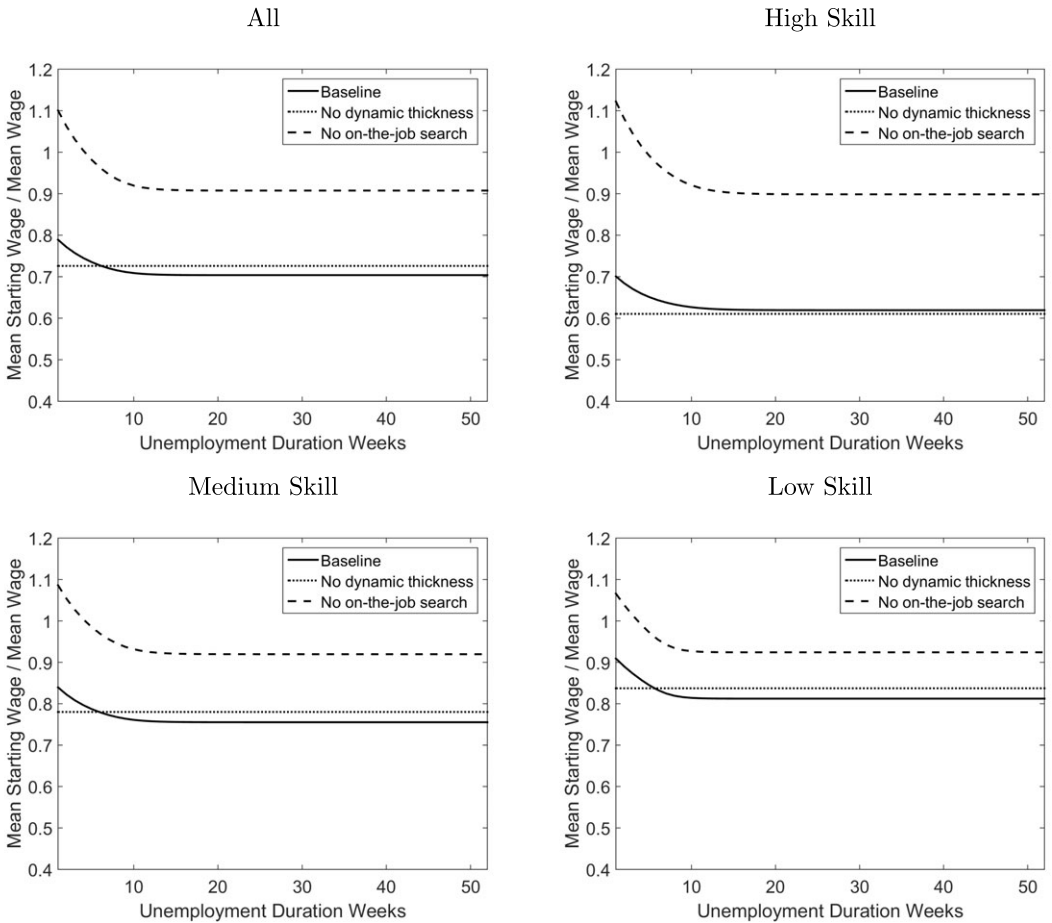 All
Mean Starting Wage / Mean Wage
1.2
1.1
1
0.9
0.8
0.7
0.6
0.5
0.4
Baseline
No dynamic thickness
No on-the-job search
10 20 30 40 50
Unemployment Duration Weeks
High Skill
Mean Starting Wage / Mean Wage
1.2
1.1
1
0.9
0.8
0.7
0.6
0.5
0.4
Baseline
No dynamic thickness
No on-the-job search
10 20 30 40 50
Unemployment Duration Weeks
Medium Skill
Mean Starting Wage / Mean Wage
1.2
1.1
1
0.9
0.8
0.7
0.6
0.5
0.4
Baseline
No dynamic thickness
No on-the-job search
10 20 30 40 50
Unemployment Duration Weeks
Low Skill
Mean Starting Wage / Mean Wage
1.2
1.1
1
0.9
0.8
0.7
0.6
0.5
0.4
Baseline
No dynamic thickness
No on-the-job search
10 20 30 40 50
Unemployment Duration Weeks